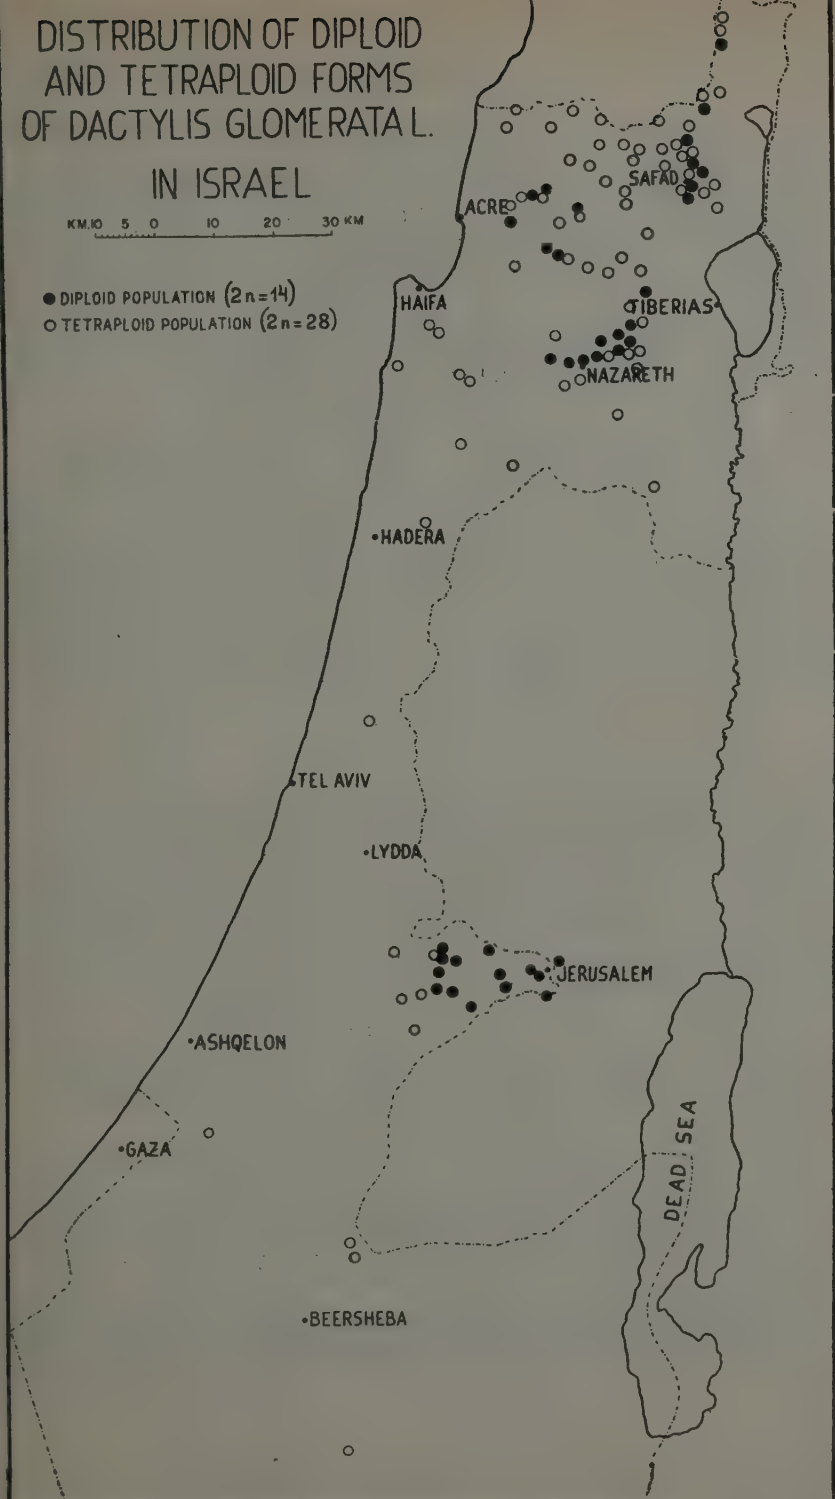 DISTRIBUTION OF DIPLOID
AND TETRAPLOID FORMS
OF DACTYLIS GLOMERATA L.
IN ISRAEL
KM.10 5 0 10 20 30 KM
● DIPLOID POPULATION (2n=14)
○ TETRAPLOID POPULATION (2n=28)
SAFAD
ACRE
HAIFA
TIBERIAS
NAZARETH
HADERA
TEL AVIV
LYDDA
JERUSALEM
ASHQELON
GAZA
DEAD SEA
BEERSHEBA